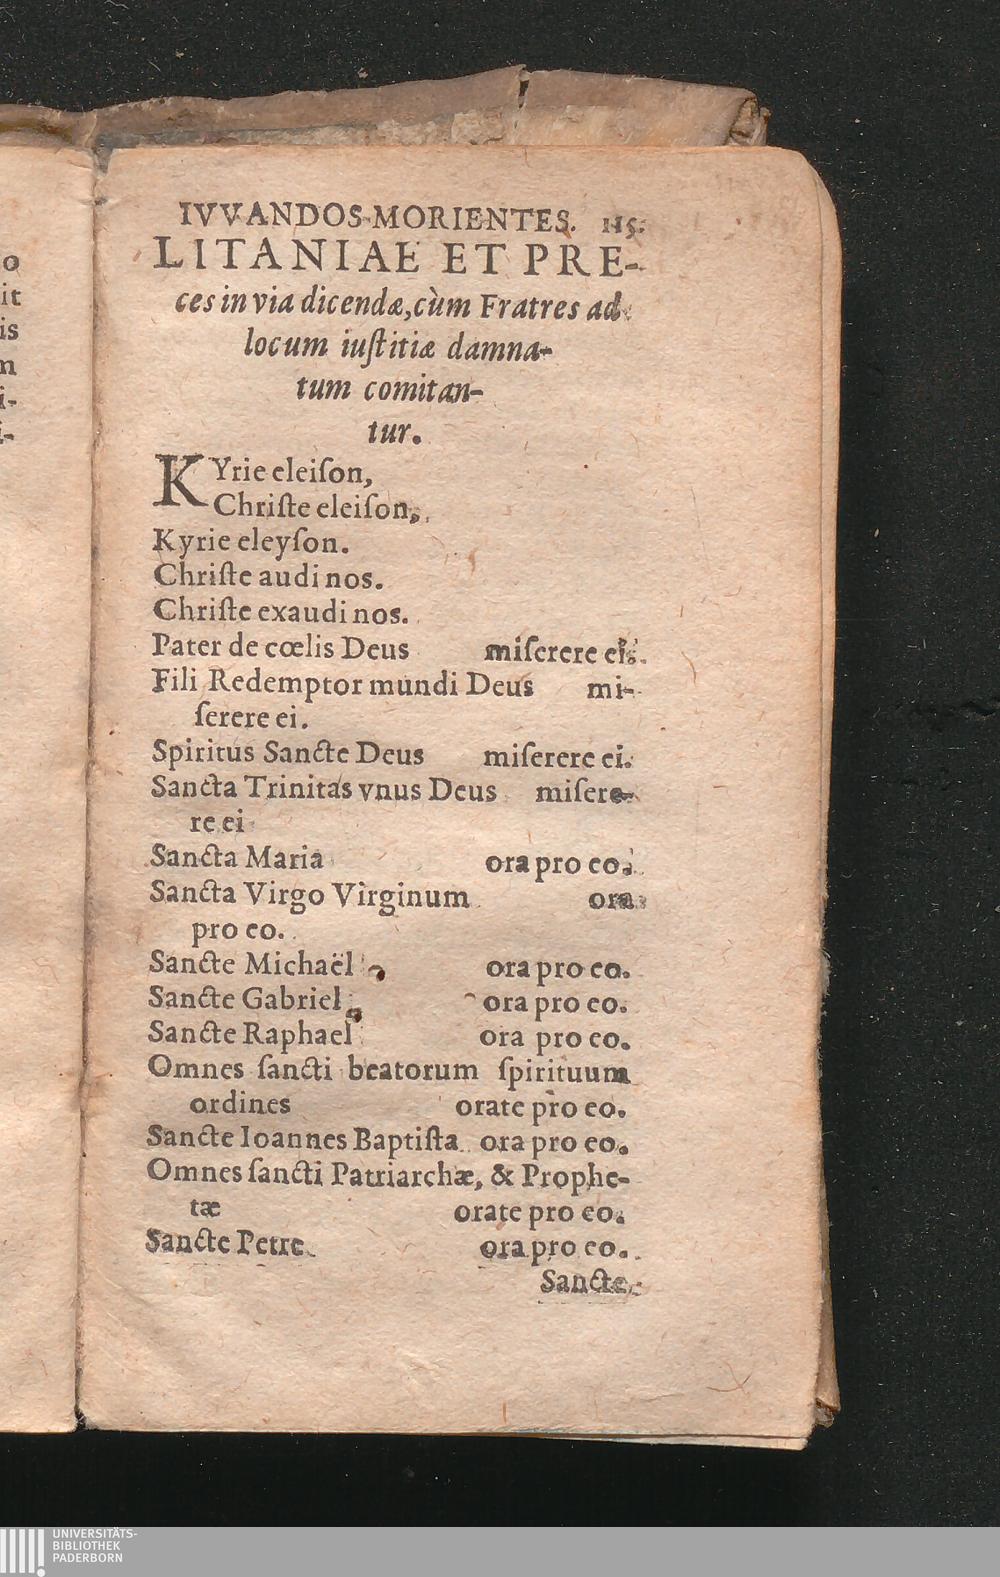 o
it
is
m
i-
i-
IVVANDOS MORIENTES. 115.
LITANIAE ET PRE-
ces in via dicendæ, cùm Fratres ad
locum iuſtitiæ damna-
tum comitan-
tur.
KYrie eleiſon,
Chriſte eleiſon,
Kyrie eleyſon.
Chriſte audi nos.
Chriſte exaudi nos.
Pater de cœlis Deus miſerere ei.
Fili Redemptor mundi Deus mi-
ſerere ei.
Spiritus Sancte Deus miſerere ei.
Sancta Trinitas vnus Deus miſere-
re ei
Sancta Maria ora pro eo.
Sancta Virgo Virginum ora
pro eo.
Sancte Michaël ora pro eo.
Sancte Gabriel ora pro eo.
Sancte Raphael ora pro eo.
Omnes ſancti beatorum ſpirituum
ordines orate pro eo.
Sancte Ioannes Baptiſta ora pro eo.
Omnes ſancti Patriarchæ, & Prophe-
tæ orate pro eo.
Sancte Petre ora pro eo.
Sancte
UNIVERSITÄTS-
BIBLIOTHEK
PADERBORN